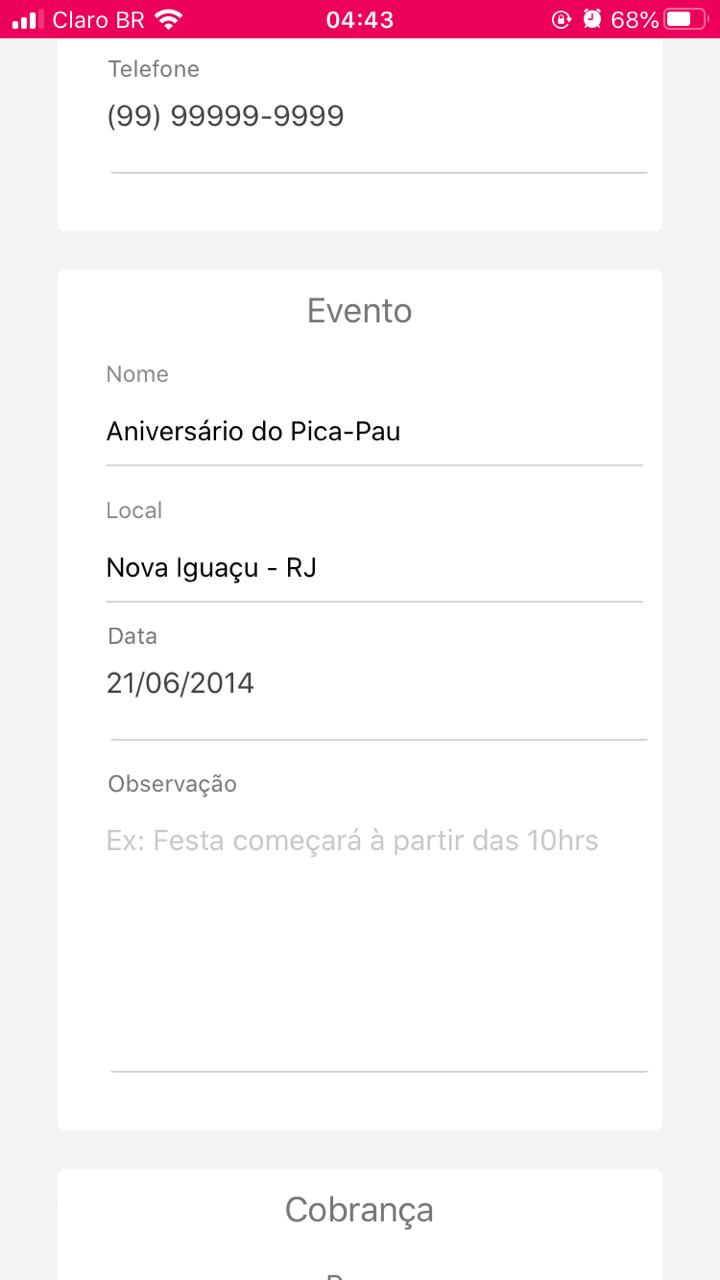 Claro BR 04:43 68%
Telefone
(99) 99999-9999
Evento
Nome
Aniversário do Pica-Pau
Local
Nova Iguaçu - RJ
Data
21/06/2014
Observação
Ex: Festa começará à partir das 10hrs
Cobrança